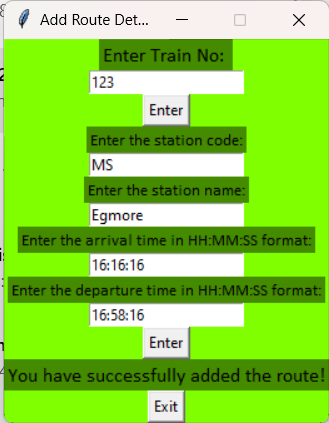 Add Route Det...
Enter Train No:
123
Enter
Enter the station code:
MS
Enter the station name:
Egmore
Enter the arrival time in HH:MM:SS format:
16:16:16
Enter the departure time in HH:MM:SS format:
16:58:16
Enter
You have successfully added the route!
Exit